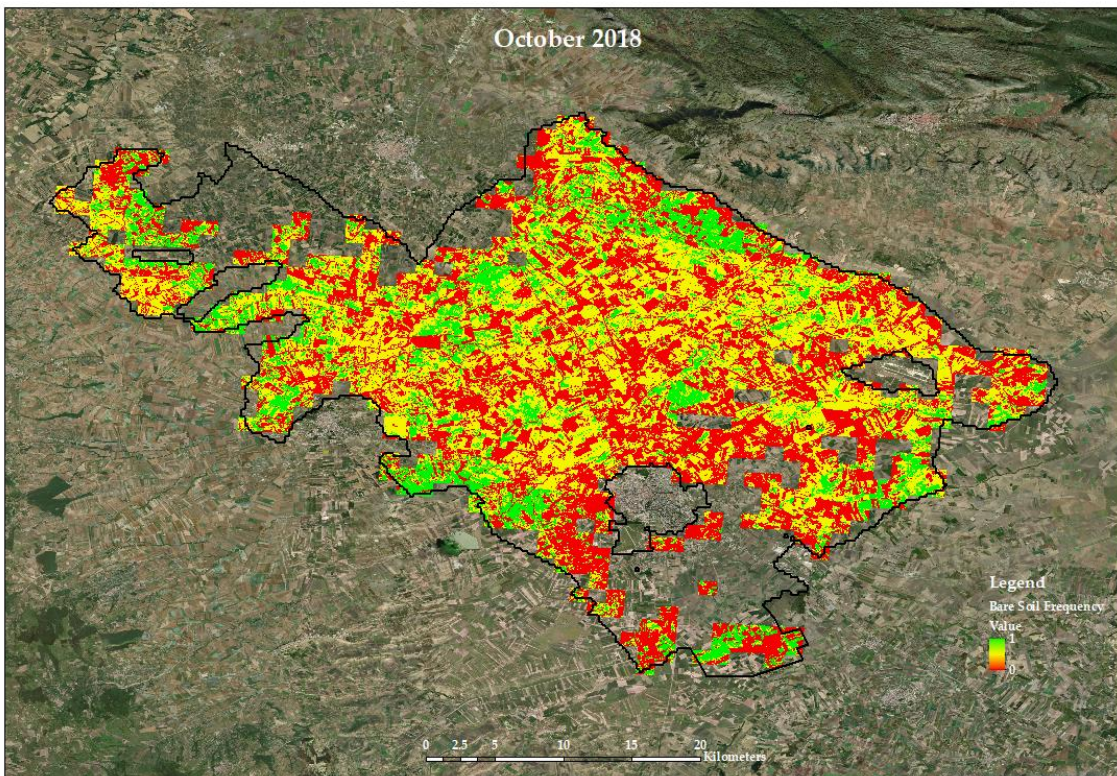 October 2018
Legend
Bare Soil Frequency
Value
1
0
0 2.5 5 10 15 20
Kilometers